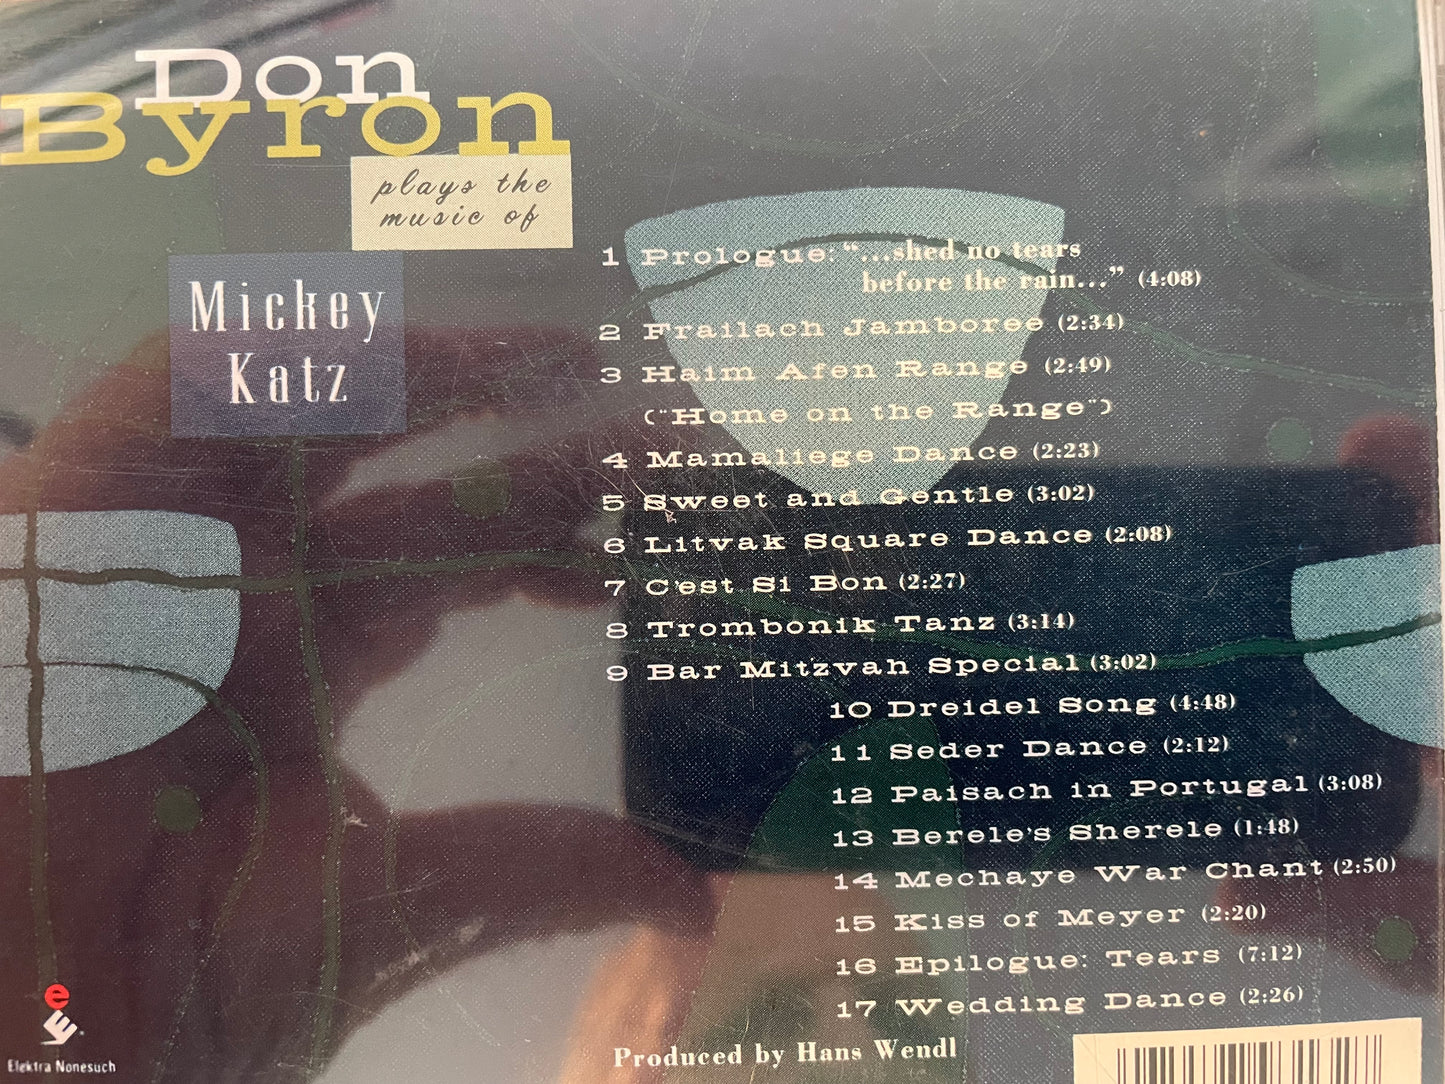 Don
Byron
plays the
music of
Mickey
Katz
1 Prologue: "...shed no tears
before the rain..." (4:08)
2 Frailach Jamboree (2:34)
3 Haim Afen Range (2:49)
("Home on the Range")
4 Mamaliege Dance (2:23)
5 Sweet and Gentle (3:02)
6 Litvak Square Dance (2:08)
7 C'est Si Bon (2:27)
8 Trombonik Tanz (3:14)
9 Bar Mitzvah Special (3:02)
10 Dreidel Song (4:48)
11 Seder Dance (2:12)
12 Paisach in Portugal (3:08)
13 Berele's Sherele (1:48)
14 Mechaye War Chant (2:50)
15 Kiss of Meyer (2:20)
16 Epilogue: Tears (7:12)
17 Wedding Dance (2:26)
Produced by Hans Wendl
e
Elektra Nonesuch